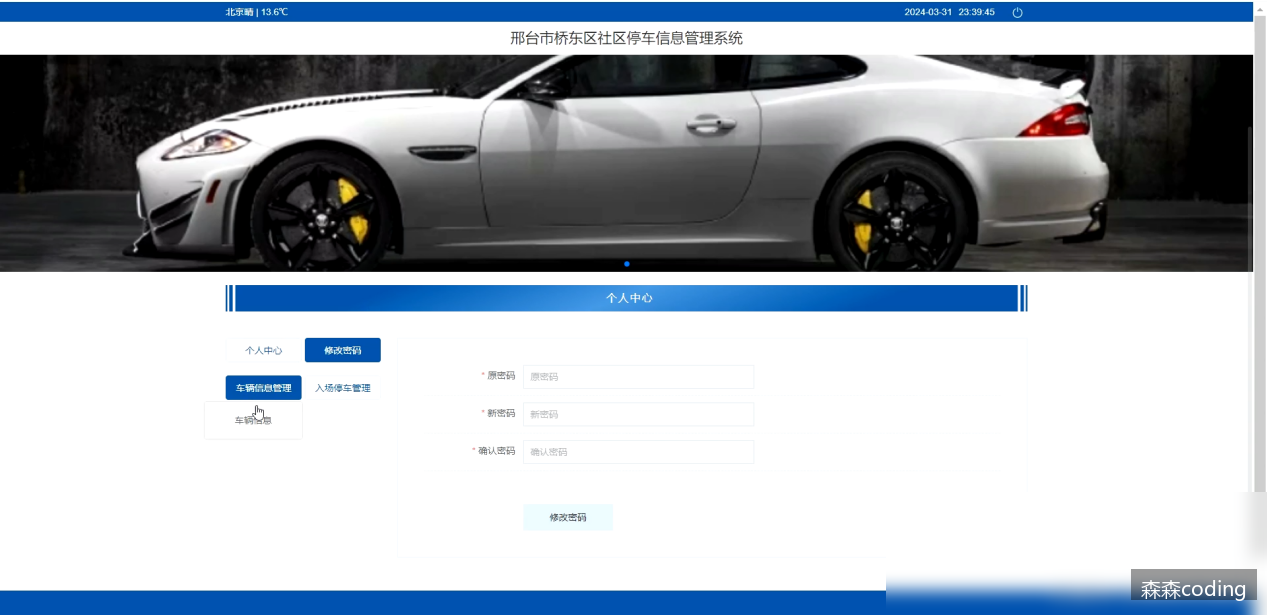 北京晴 | 13.6℃
2024-03-31 23:39:45
邢台市桥东区社区停车信息管理系统
个人中心
个人中心
修改密码
车辆信息管理
入场停车管理
车辆信息
* 原密码
原密码
* 新密码
新密码
* 确认密码
确认密码
修改密码
森森coding